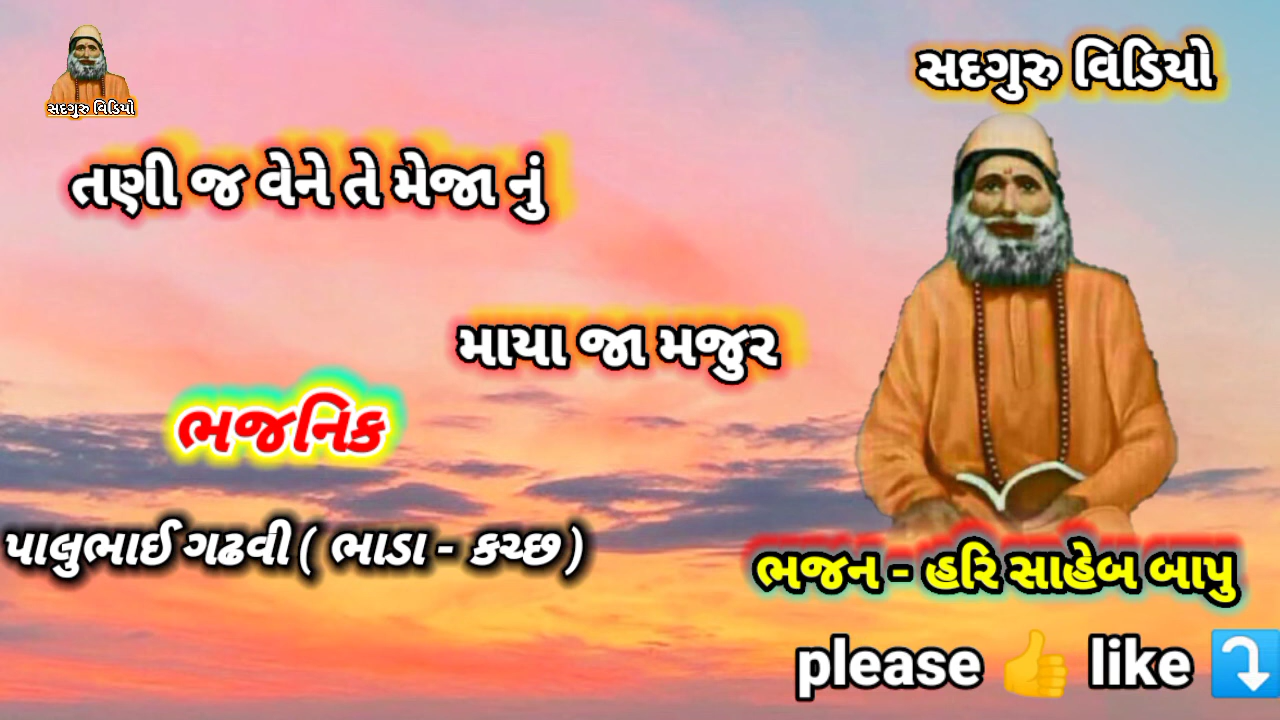 સદગુરુ વિડિયો
સદગુરુ વિડિયો
તણી જ વેને તે મેજા નું
માયા જા મજુર
ભજનિક
પાલુભાઈ ગઢવી ( ભાડા - કચ્છ )
ભજન - હરિ સાહેબ બાપુ
please 👍 like ⤵️